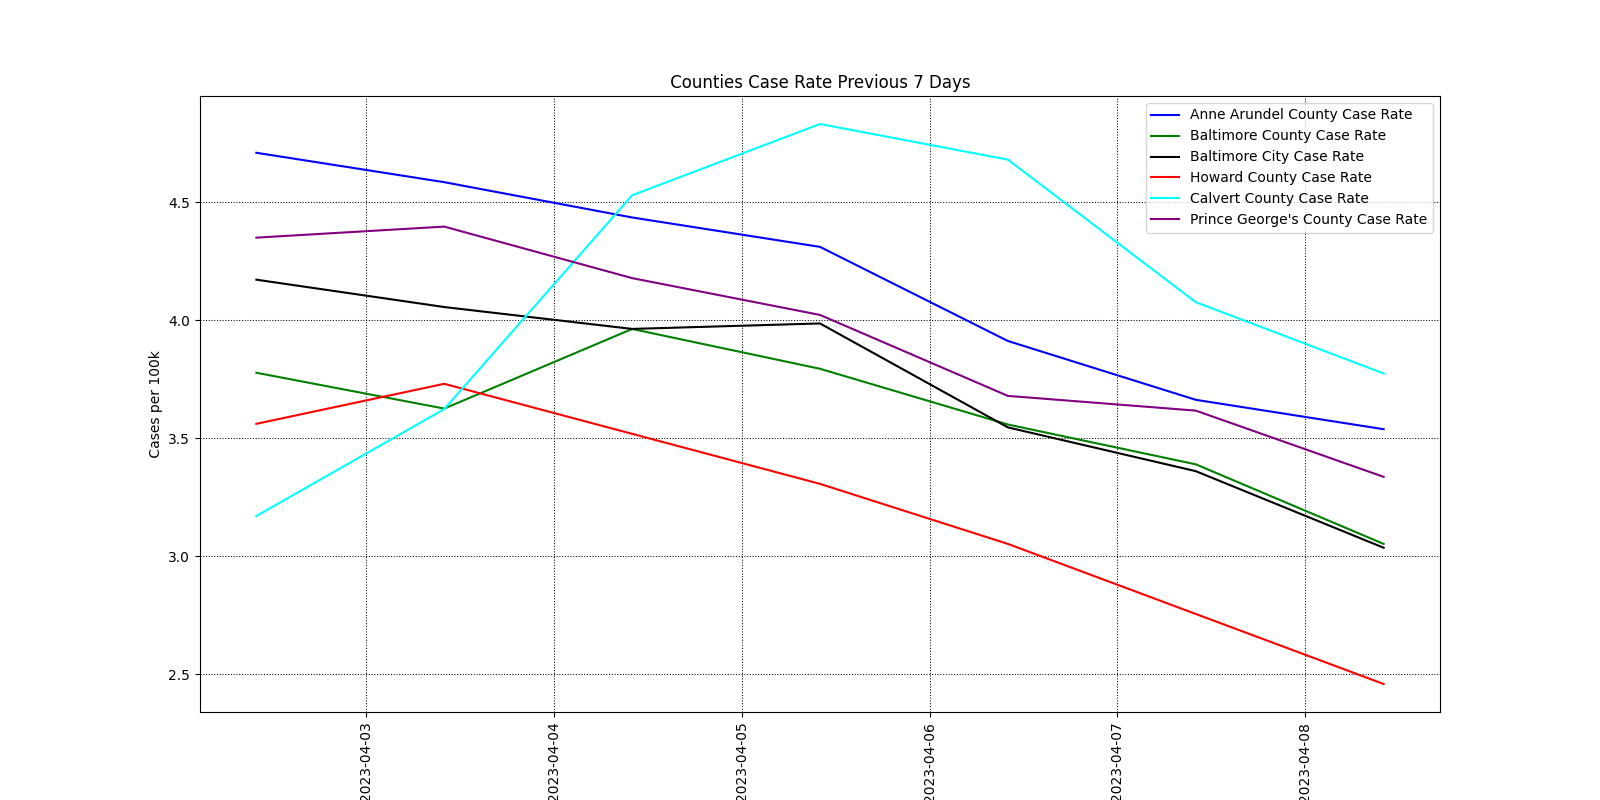 Counties Case Rate Previous 7 Days
Anne Arundel County Case Rate
Baltimore County Case Rate
Baltimore City Case Rate
Howard County Case Rate
Calvert County Case Rate
Prince George's County Case Rate
Cases per 100k
4.5
4.0
3.5
3.0
2.5
2023-04-03
2023-04-04
2023-04-05
2023-04-06
2023-04-07
2023-04-08